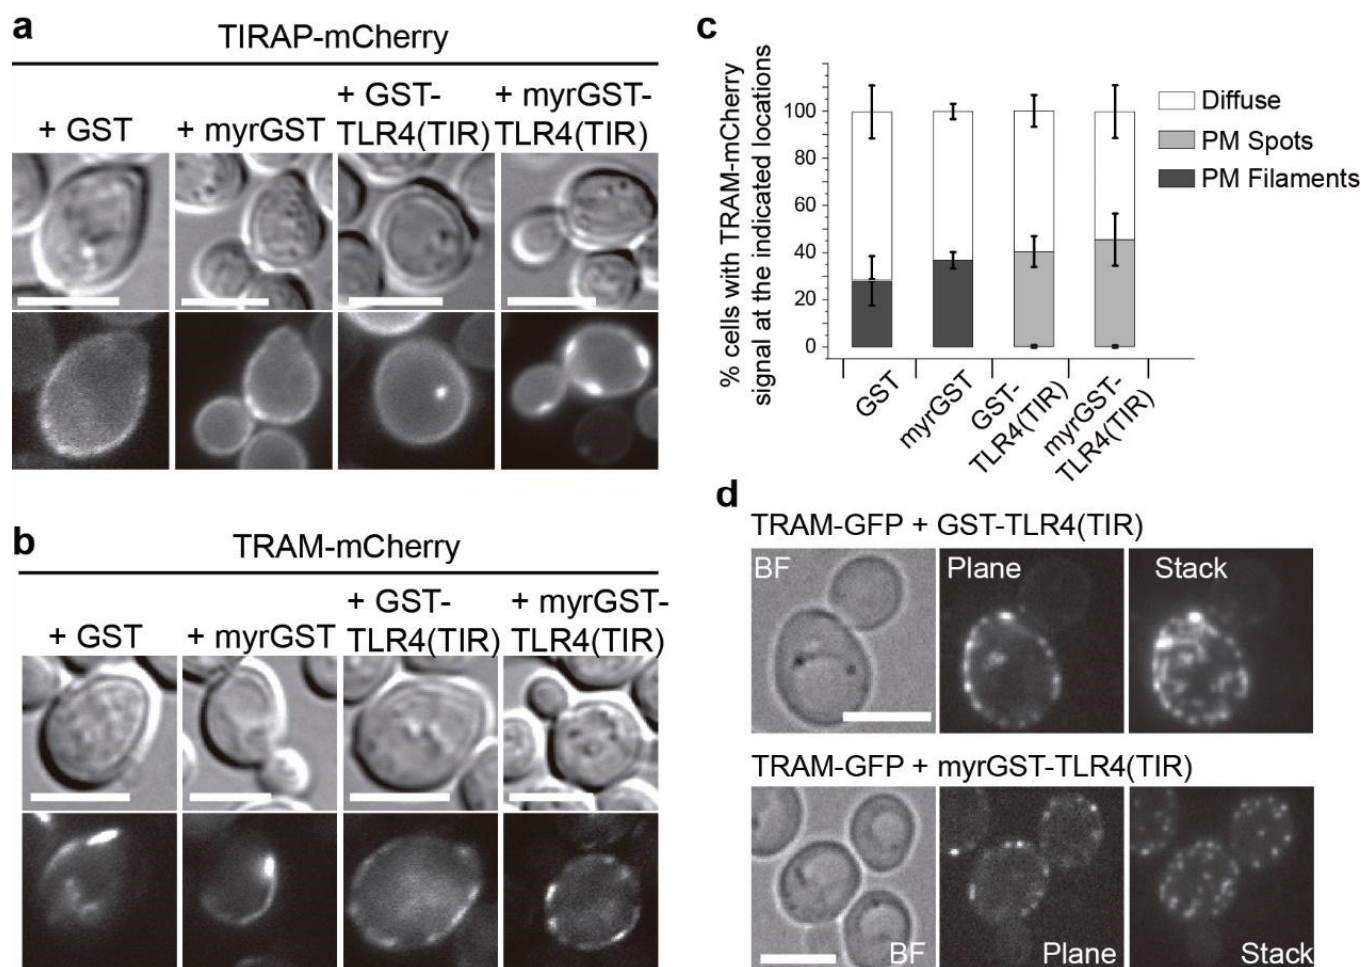 a
TIRAP-mCherry
+ GST
+ myrGST
+ GST-
TLR4(TIR)
+ myrGST-
TLR4(TIR)
b
TRAM-mCherry
+ GST
+ myrGST
+ GST-
TLR4(TIR)
+ myrGST-
TLR4(TIR)
c
% cells with TRAM-mCherry
signal at the indicated locations
100
80
60
40
20
0
GST
myrGST
GST-
TLR4(TIR)
myrGST-
TLR4(TIR)
Diffuse
PM Spots
PM Filaments
d
TRAM-GFP + GST-TLR4(TIR)
BF
Plane
Stack
TRAM-GFP + myrGST-TLR4(TIR)
BF
Plane
Stack